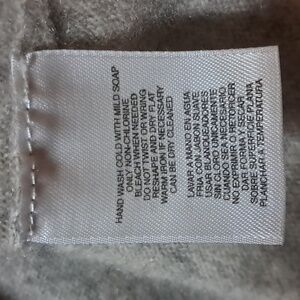 HAND WASH COLD WITH MILD SOAP
ONLY NON-CHLORINE
BLEACH WHEN NEEDED
DO NOT TWIST OR WRING
RESHAPE AND DRY FLAT
WARM IRON IF NECESSARY
CAN BE DRY CLEANED
LAVAR A MANO EN AGUA
FRIA CON JABON SUAVE
USAR BLANQUEADORES
SIN CLORO UNICAMENTE
CUANDO SEA NECESARIO
NO EXPRIMIR O RETORCER
DAR FORMA Y SECAR
SOBRE SUPERFICIE PLANA
PLANCHAR A TEMPERATURA